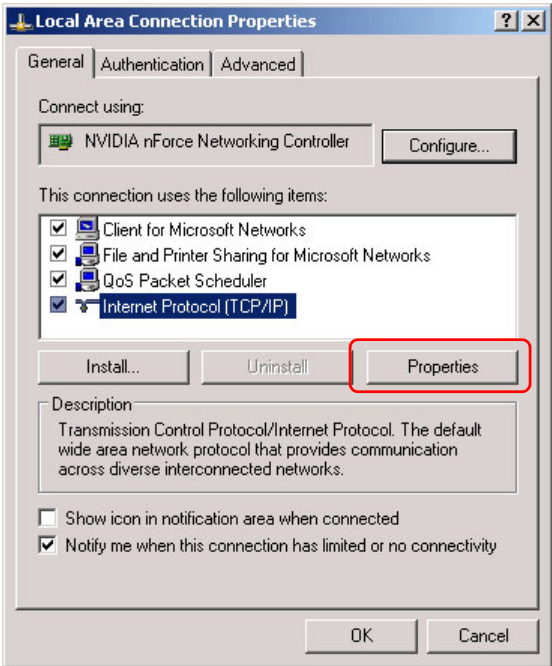 Local Area Connection Properties
General Authentication Advanced
Connect using:
NVIDIA nForce Networking Controller Configure...
This connection uses the following items:
Client for Microsoft Networks
File and Printer Sharing for Microsoft Networks
QoS Packet Scheduler
Internet Protocol (TCP/IP)
Install... Uninstall Properties
Description
Transmission Control Protocol/Internet Protocol. The default
wide area network protocol that provides communication
across diverse interconnected networks.
Show icon in notification area when connected
Notify me when this connection has limited or no connectivity
OK Cancel